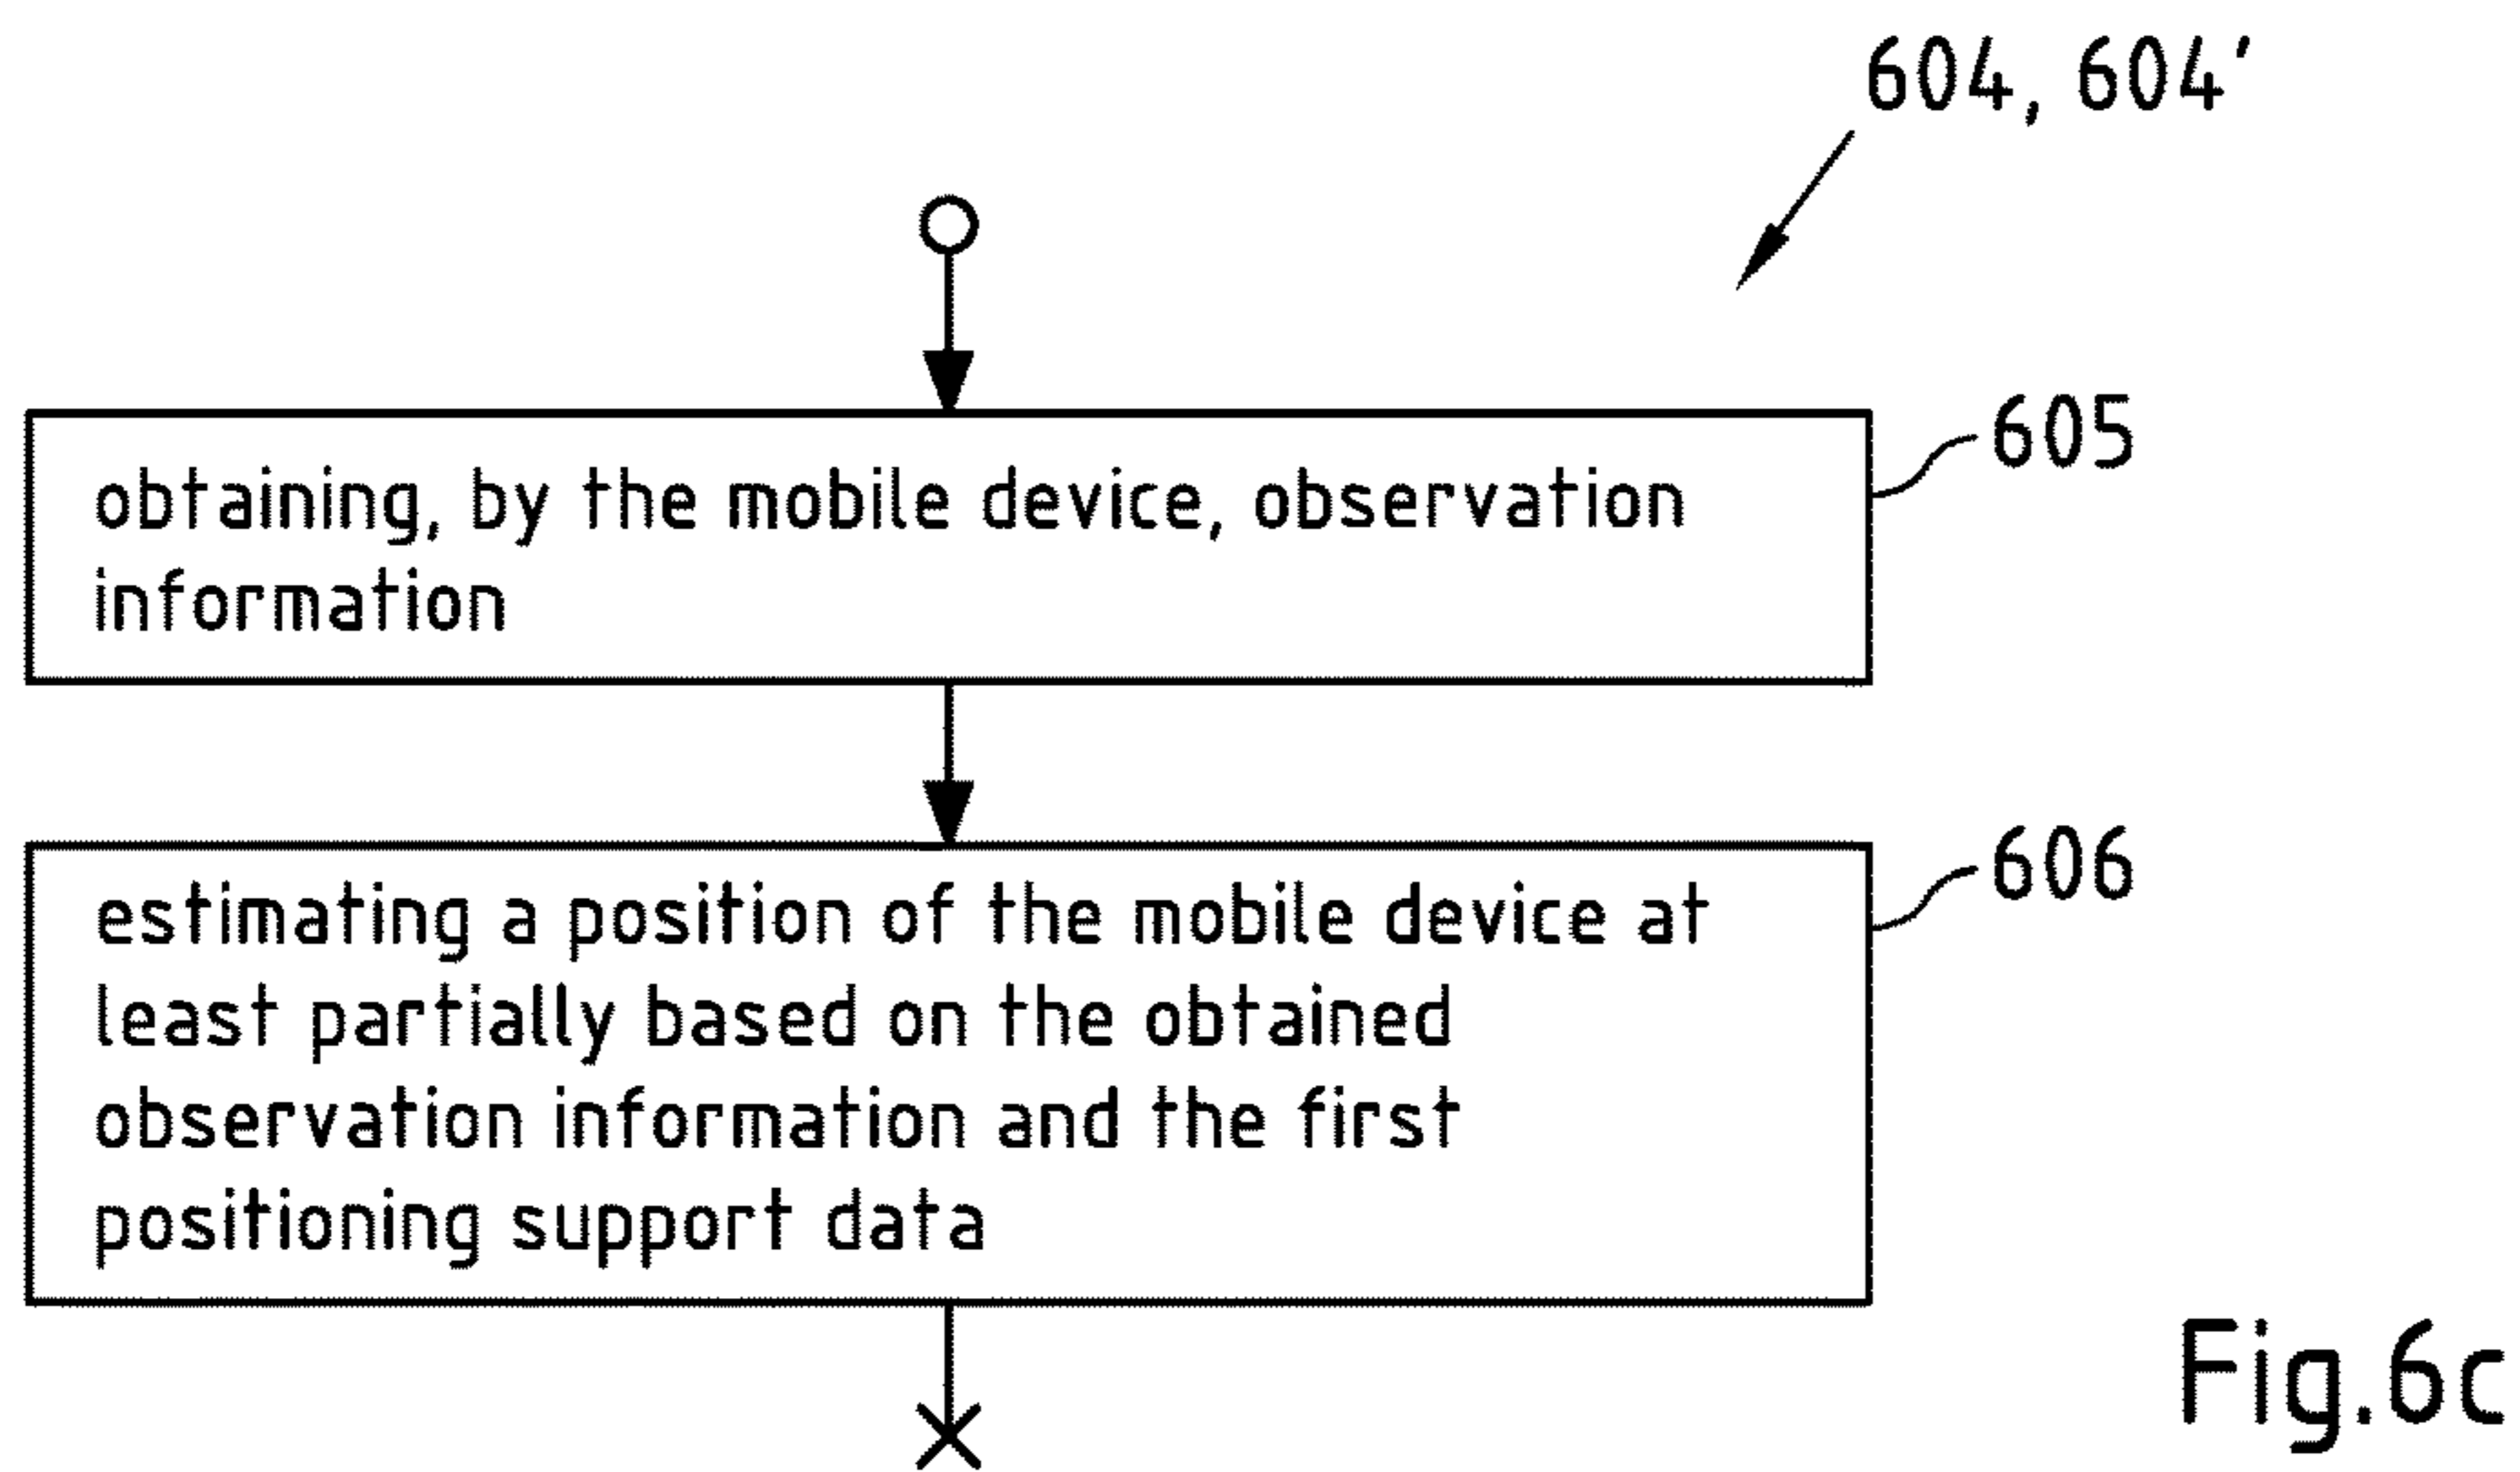 604, 604'
605
obtaining, by the mobile device, observation
information
606
estimating a position of the mobile device at
least partially based on the obtained
observation information and the first
positioning support data
Fig.6c